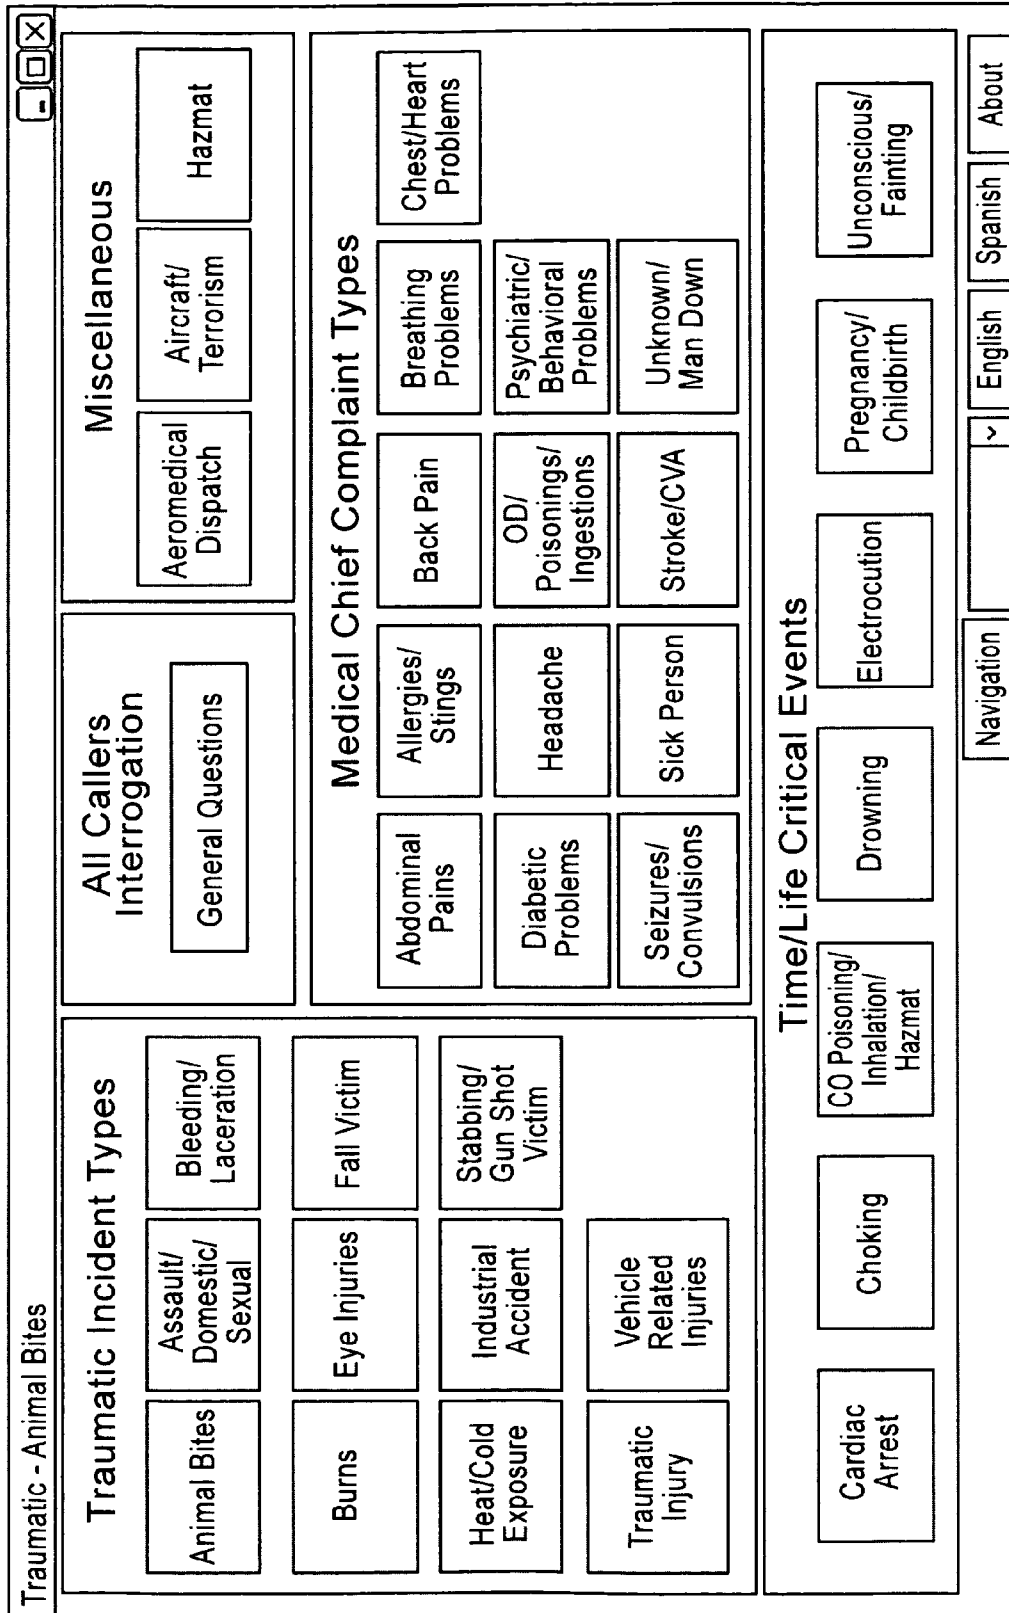 Traumatic - Animal Bites
Traumatic Incident Types
Animal Bites
Assault/
Domestic/
Sexual
Bleeding/
Laceration
Burns
Eye Injuries
Fall Victim
Heat/Cold
Exposure
Industrial
Accident
Stabbing/
Gun Shot
Victim
Traumatic
Injury
Vehicle
Related
Injuries
All Callers
Interrogation
General Questions
Miscellaneous
Aeromedical
Dispatch
Aircraft/
Terrorism
Hazmat
Medical Chief Complaint Types
Abdominal
Pains
Allergies/
Stings
Back Pain
Breathing
Problems
Chest/Heart
Problems
Diabetic
Problems
Headache
OD/
Poisonings/
Ingestions
Psychiatric/
Behavioral
Problems
Seizures/
Convulsions
Sick Person
Stroke/CVA
Unknown/
Man Down
Time/Life Critical Events
Cardiac
Arrest
Choking
CO Poisoning/
Inhalation/
Hazmat
Drowning
Electrocution
Pregnancy/
Childbirth
Unconscious/
Fainting
Navigation
English
Spanish
About